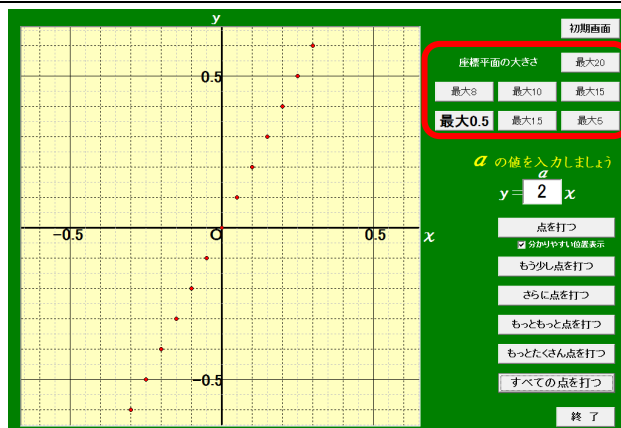 y
初期画面
座標平面の大きさ
最大20
最大8
最大10
最大15
最大0.5
最大1.5
最大5
aの値を入力しましょう
a
y=2x
点を打つ
分かりやすい位置表示
もう少し点を打つ
さらに点を打つ
もっともっと点を打つ
もっとたくさん点を打つ
すべての点を打つ
終 了
0.5
-0.5
O
0.5
x
-0.5